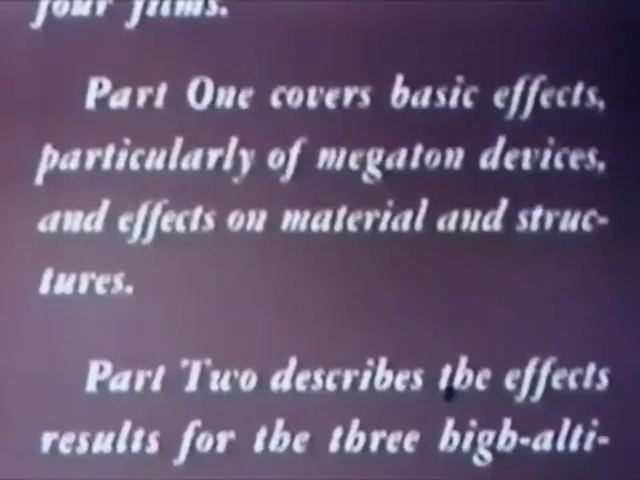 four films.
Part One covers basic effects,
particularly of megaton devices,
and effects on material and struc-
tures.
Part Two describes the effects
results for the three high-alti-